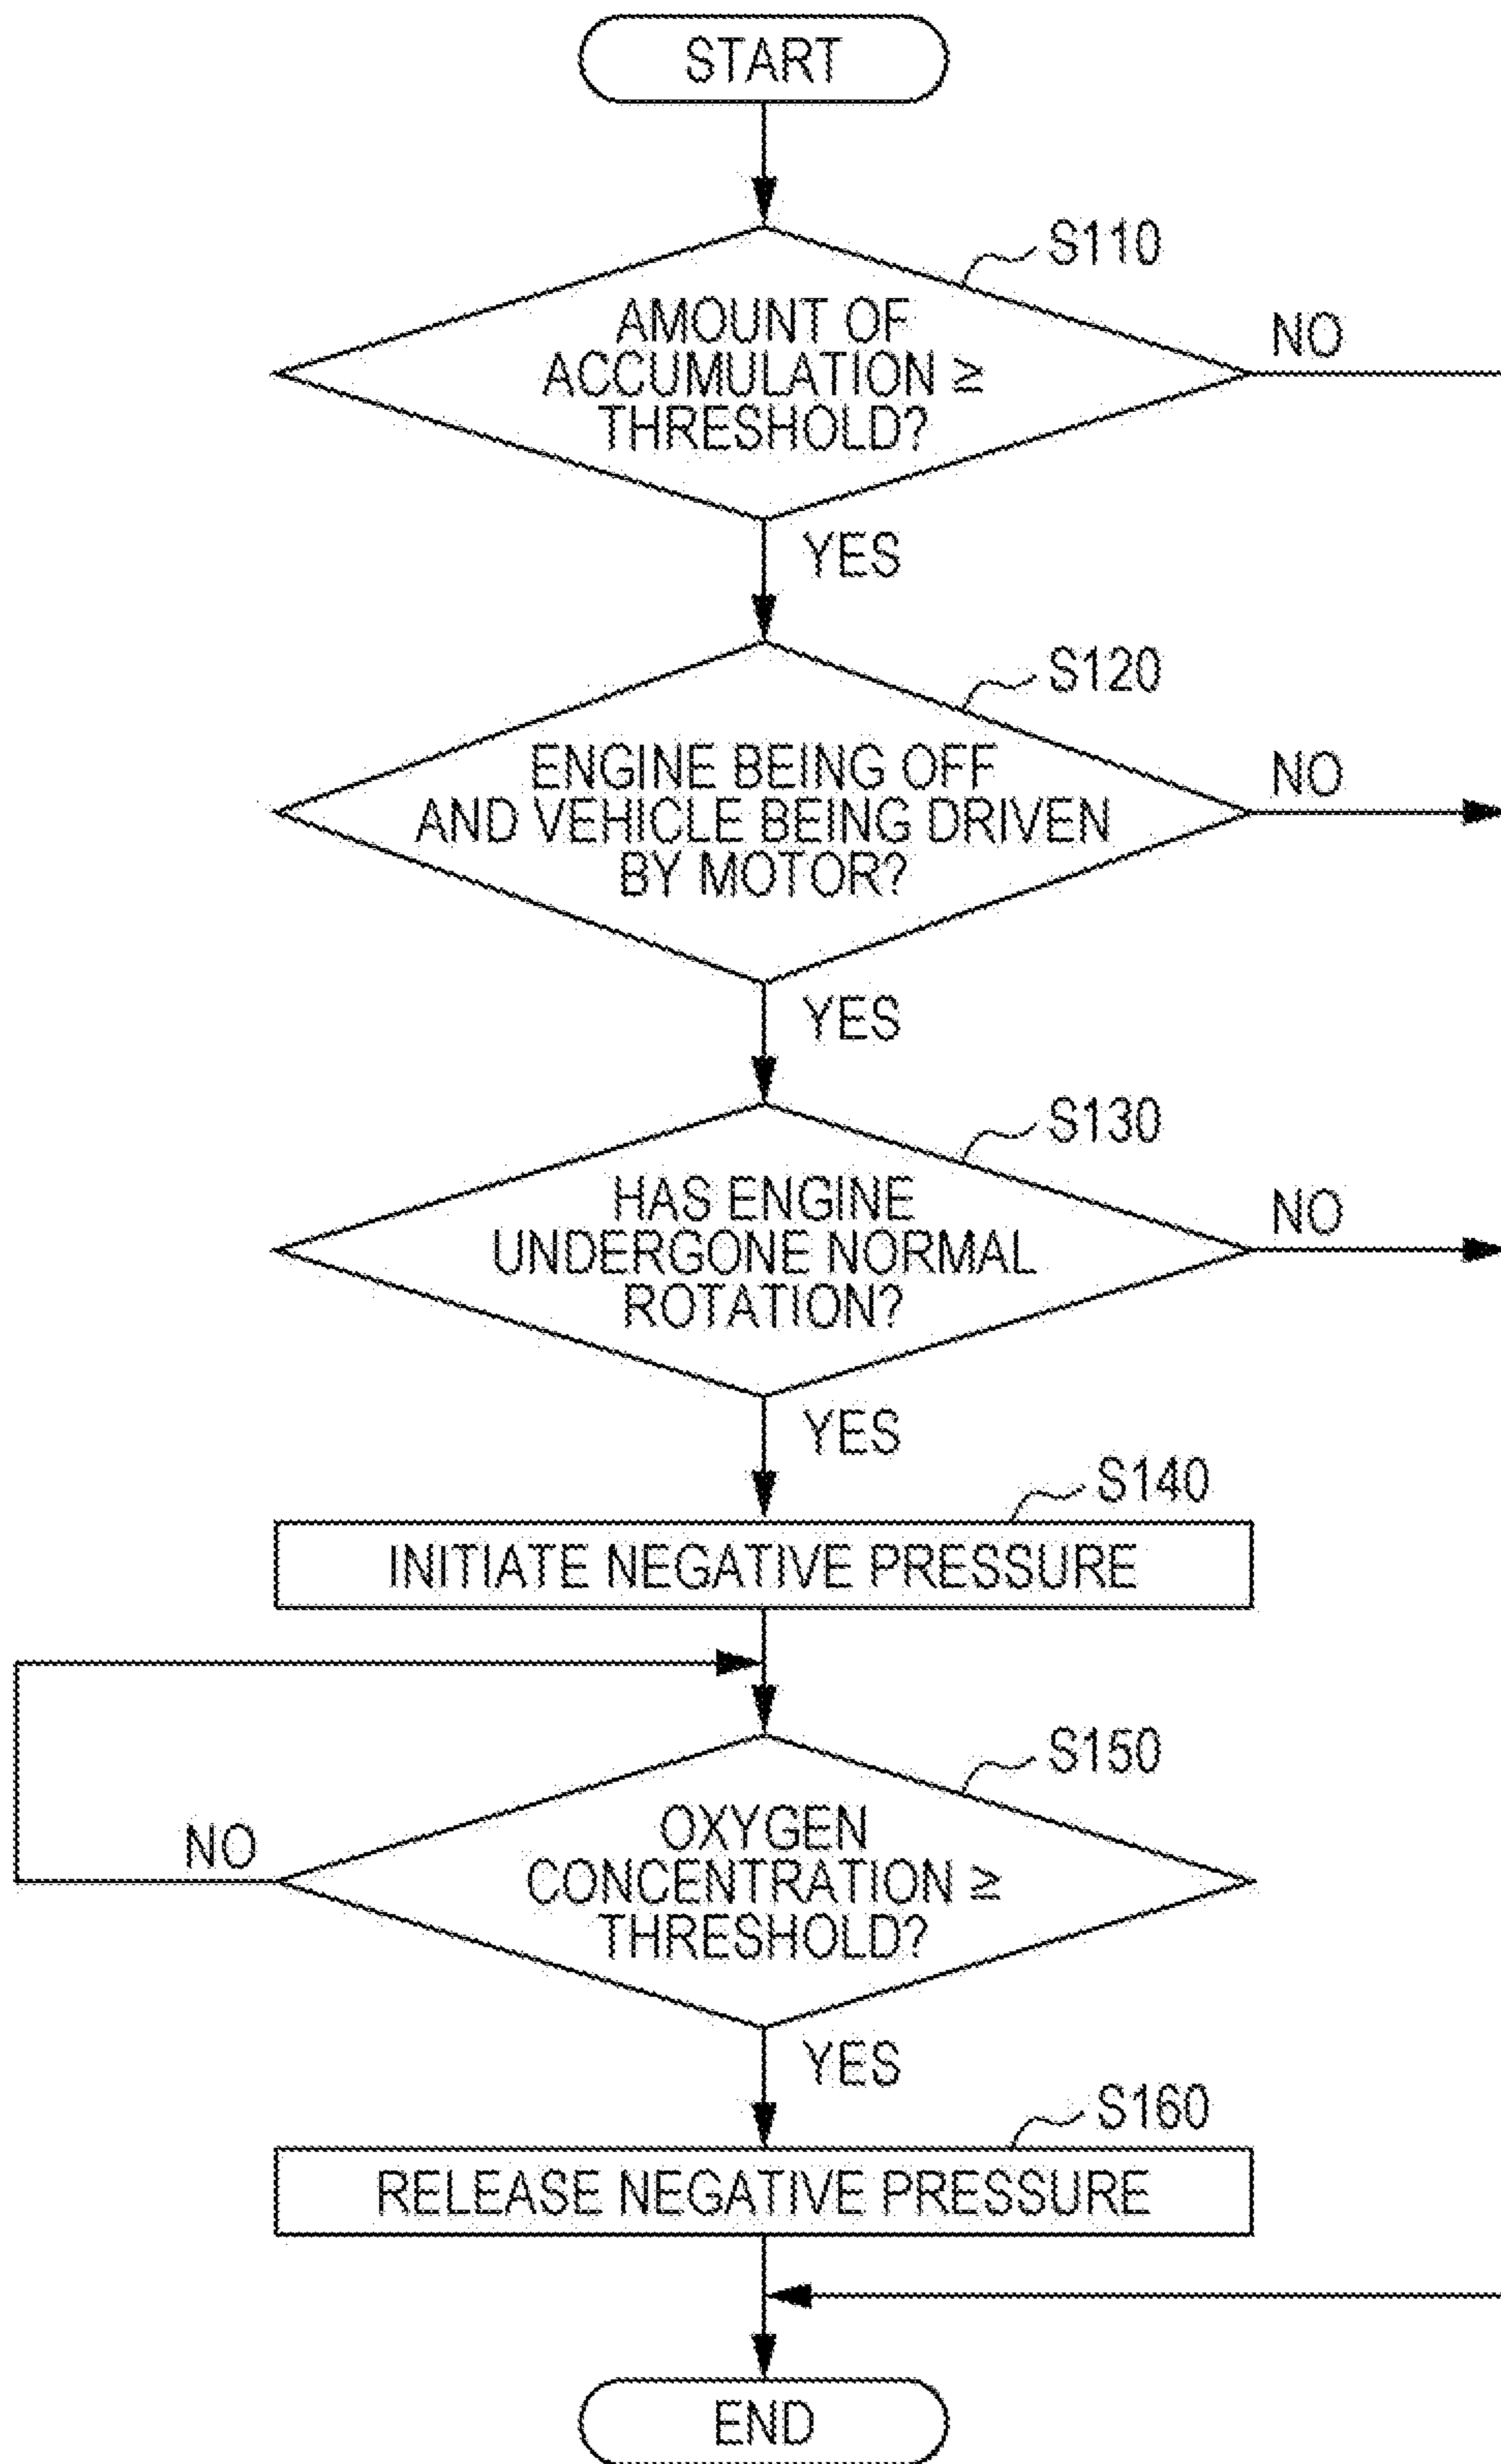 START
S110
AMOUNT OF
ACCUMULATION ≥
THRESHOLD?
NO
YES
S120
ENGINE BEING OFF
AND VEHICLE BEING DRIVEN
BY MOTOR?
NO
YES
S130
HAS ENGINE
UNDERGONE NORMAL
ROTATION?
NO
YES
S140
INITIATE NEGATIVE PRESSURE
S150
OXYGEN
CONCENTRATION ≥
THRESHOLD?
NO
YES
S160
RELEASE NEGATIVE PRESSURE
END